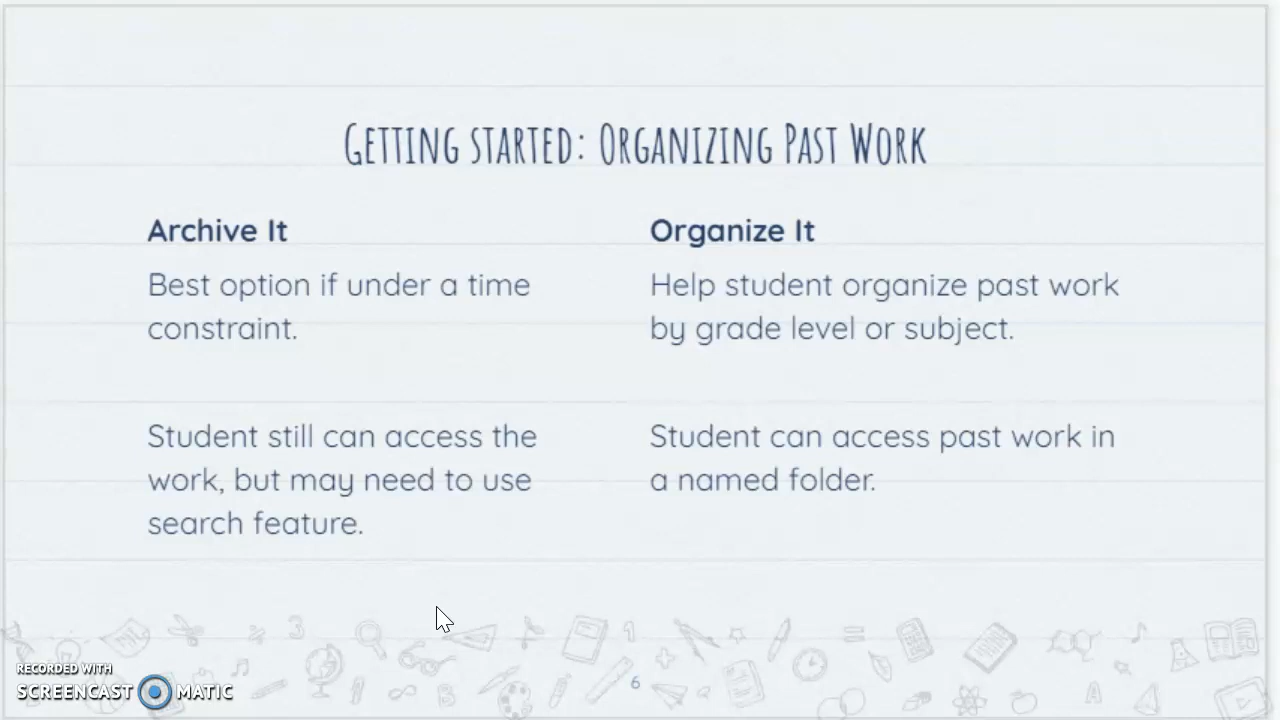 Getting started: Organizing Past Work
Archive It
Best option if under a time
constraint.
Student still can access the
work, but may need to use
search feature.
Organize It
Help student organize past work
by grade level or subject.
Student can access past work in
a named folder.
6
RECORDED WITH
SCREENCAST MATIC